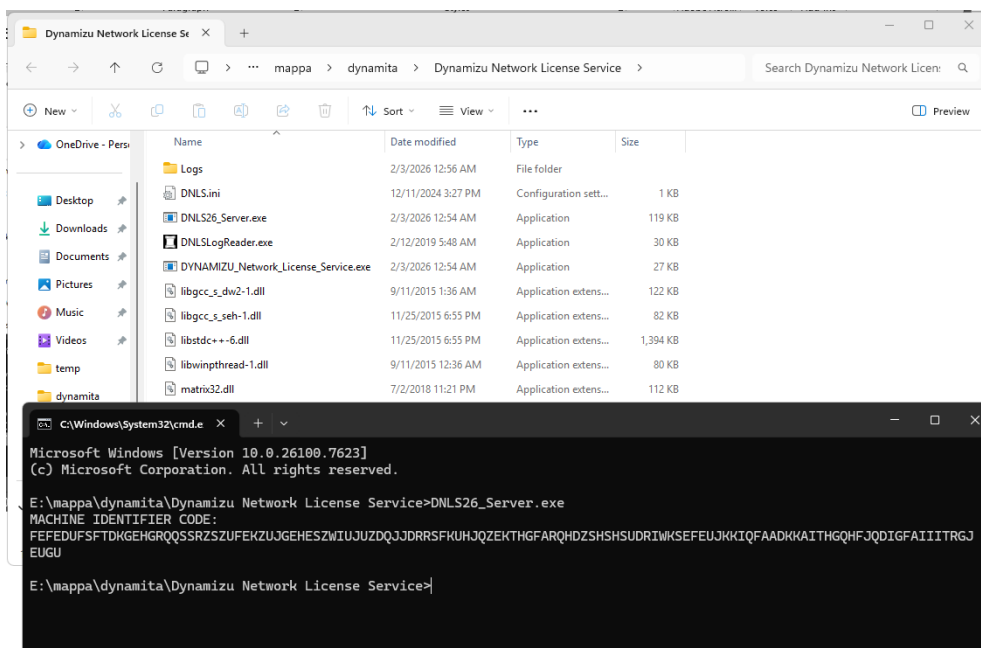 Dynamizu Network License Se
mappa > dynamita > Dynamizu Network License Service >
Search Dynamizu Network Licen
New
Sort
View
Preview
OneDrive - Pers
Name Date modified Type Size
Logs 2/3/2026 12:56 AM File folder
DNLS.ini 12/11/2024 3:27 PM Configuration sett... 1 KB
Desktop
DNLS26_Server.exe 2/3/2026 12:54 AM Application 119 KB
Downloads
DNLSLogReader.exe 2/12/2019 5:48 AM Application 30 KB
Documents
DYNAMIZU_Network_License_Service.exe 2/3/2026 12:54 AM Application 27 KB
Pictures
libgcc_s_dw2-1.dll 9/11/2015 1:36 AM Application extens... 122 KB
Music
libgcc_s_seh-1.dll 11/25/2015 6:55 PM Application extens... 82 KB
Videos
libstdc++-6.dll 11/25/2015 6:55 PM Application extens... 1,394 KB
temp
libwinpthread-1.dll 9/11/2015 12:36 AM Application extens... 80 KB
dynamita
matrix32.dll 7/2/2018 11:21 PM Application extens... 112 KB
C:\Windows\System32\cmd.e
Microsoft Windows [Version 10.0.26100.7623]
(c) Microsoft Corporation. All rights reserved.
E:\mappa\dynamita\Dynamizu Network License Service>DNLS26_Server.exe
MACHINE IDENTIFIER CODE:
FEFEDUFSFTDKGEHGRQQSSRZSZUFEKZUJGEHESZWIUJUZDQJJDRRSFKUHJQZEKTHGFARQHDZSHSHSUDRIWKSEFEUJKKIQFAADKKAITHGQHFJQDIGFAIIITRGJ
EUGU
E:\mappa\dynamita\Dynamizu Network License Service>